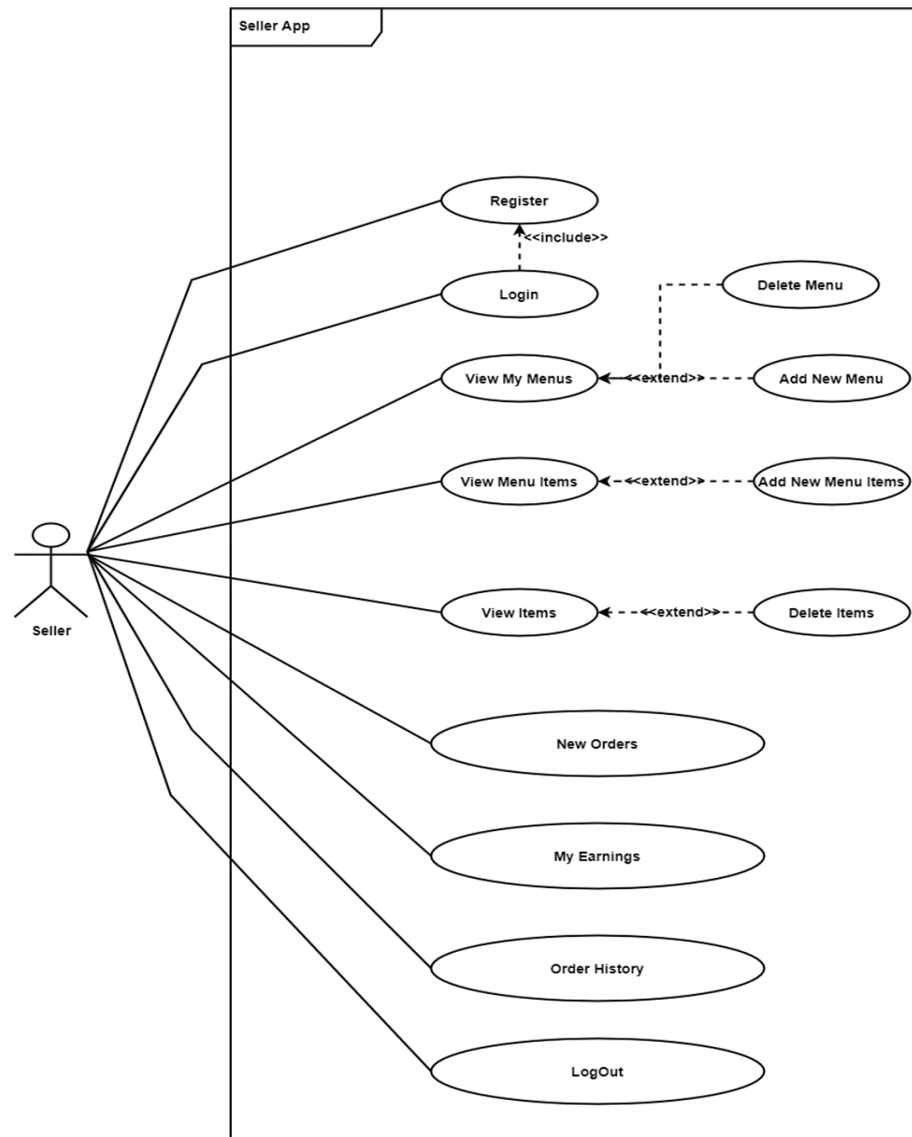 Seller App
Register
<<include>>
Login
Delete Menu
View My Menus
<<extend>>
Add New Menu
View Menu Items
<<extend>>
Add New Menu Items
View Items
<<extend>>
Delete Items
Seller
New Orders
My Earnings
Order History
LogOut